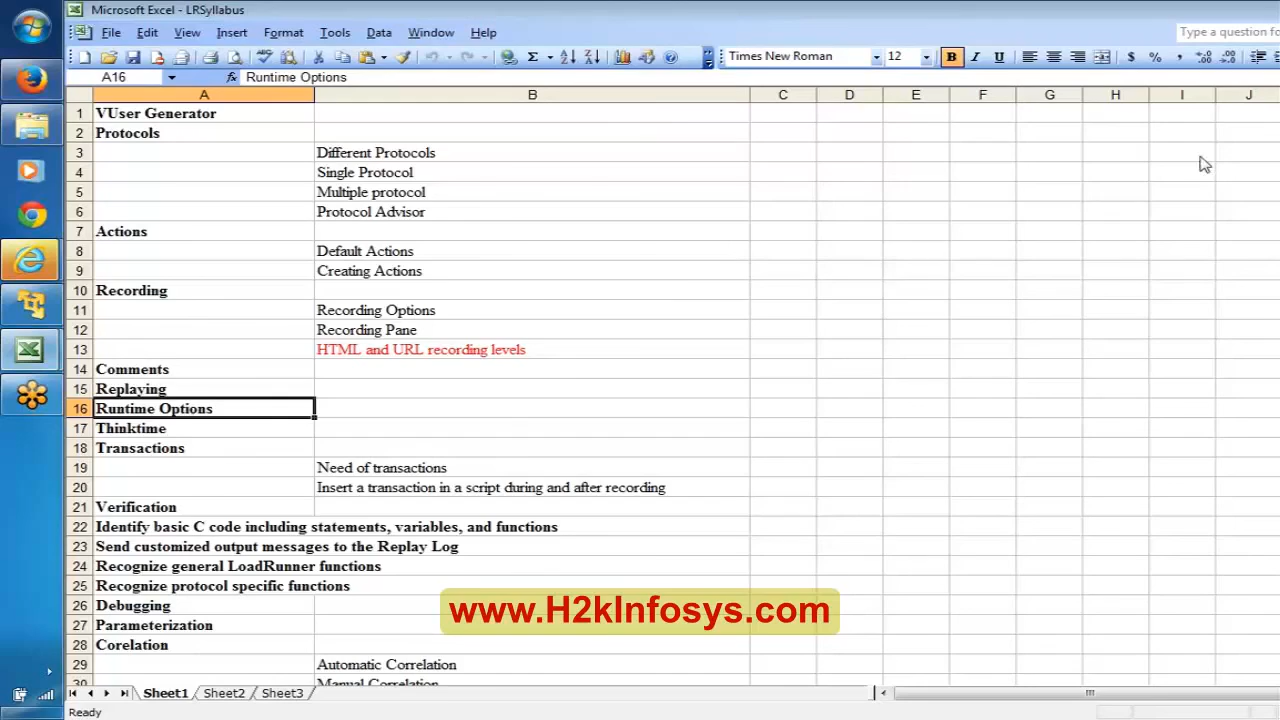 Microsoft Excel - LRSyllabus
File Edit View Insert Format Tools Data Window Help
Type a question fo
Times New Roman 12 B I U $ %
A16 fx Runtime Options
A B C D E F G H I J
1 VUser Generator
2 Protocols
3 Different Protocols
4 Single Protocol
5 Multiple protocol
6 Protocol Advisor
7 Actions
8 Default Actions
9 Creating Actions
10 Recording
11 Recording Options
12 Recording Pane
13 HTML and URL recording levels
14 Comments
15 Replaying
16 Runtime Options
17 Thinktime
18 Transactions
19 Need of transactions
20 Insert a transaction in a script during and after recording
21 Verification
22 Identify basic C code including statements, variables, and functions
23 Send customized output messages to the Replay Log
24 Recognize general LoadRunner functions
25 Recognize protocol specific functions
26 Debugging
www.H2kInfosys.com
27 Parameterization
28 Corelation
29 Automatic Correlation
30 Manual Correlation
Sheet1 Sheet2 Sheet3
Ready